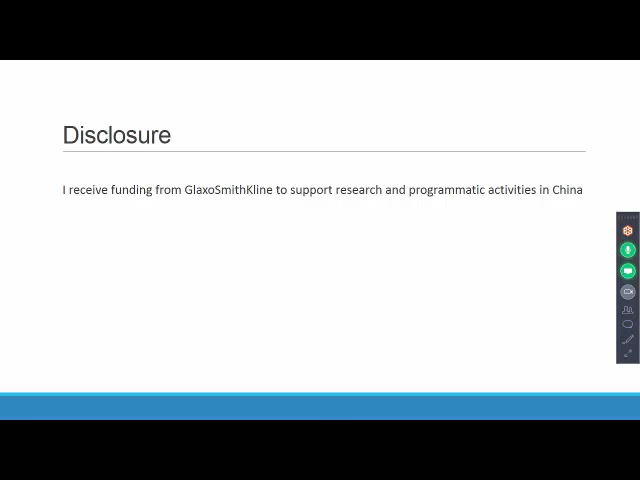 Disclosure
I receive funding from GlaxoSmithKline to support research and programmatic activities in China